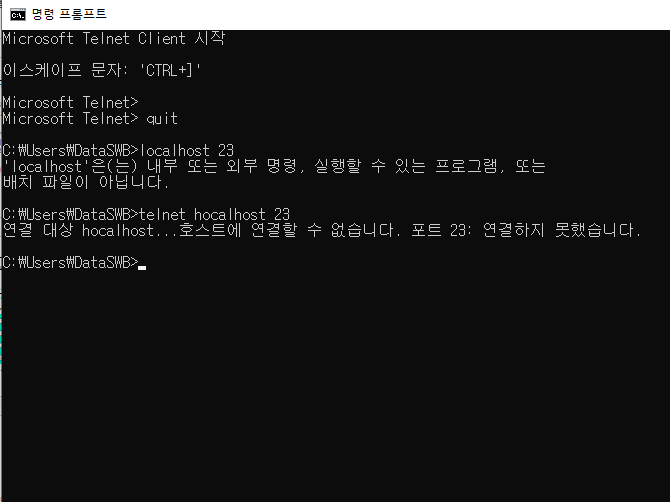 명령 프롬프트
Microsoft Telnet Client 시작
이스케이프 문자: 'CTRL+]'
Microsoft Telnet>
Microsoft Telnet> quit
C:₩Users₩DataSWB>localhost 23
'localhost'은(는) 내부 또는 외부 명령, 실행할 수 있는 프로그램, 또는
배치 파일이 아닙니다.
C:₩Users₩DataSWB>telnet hocalhost 23
연결 대상 hocalhost...호스트에 연결할 수 없습니다. 포트 23: 연결하지 못했습니다.
C:₩Users₩DataSWB>